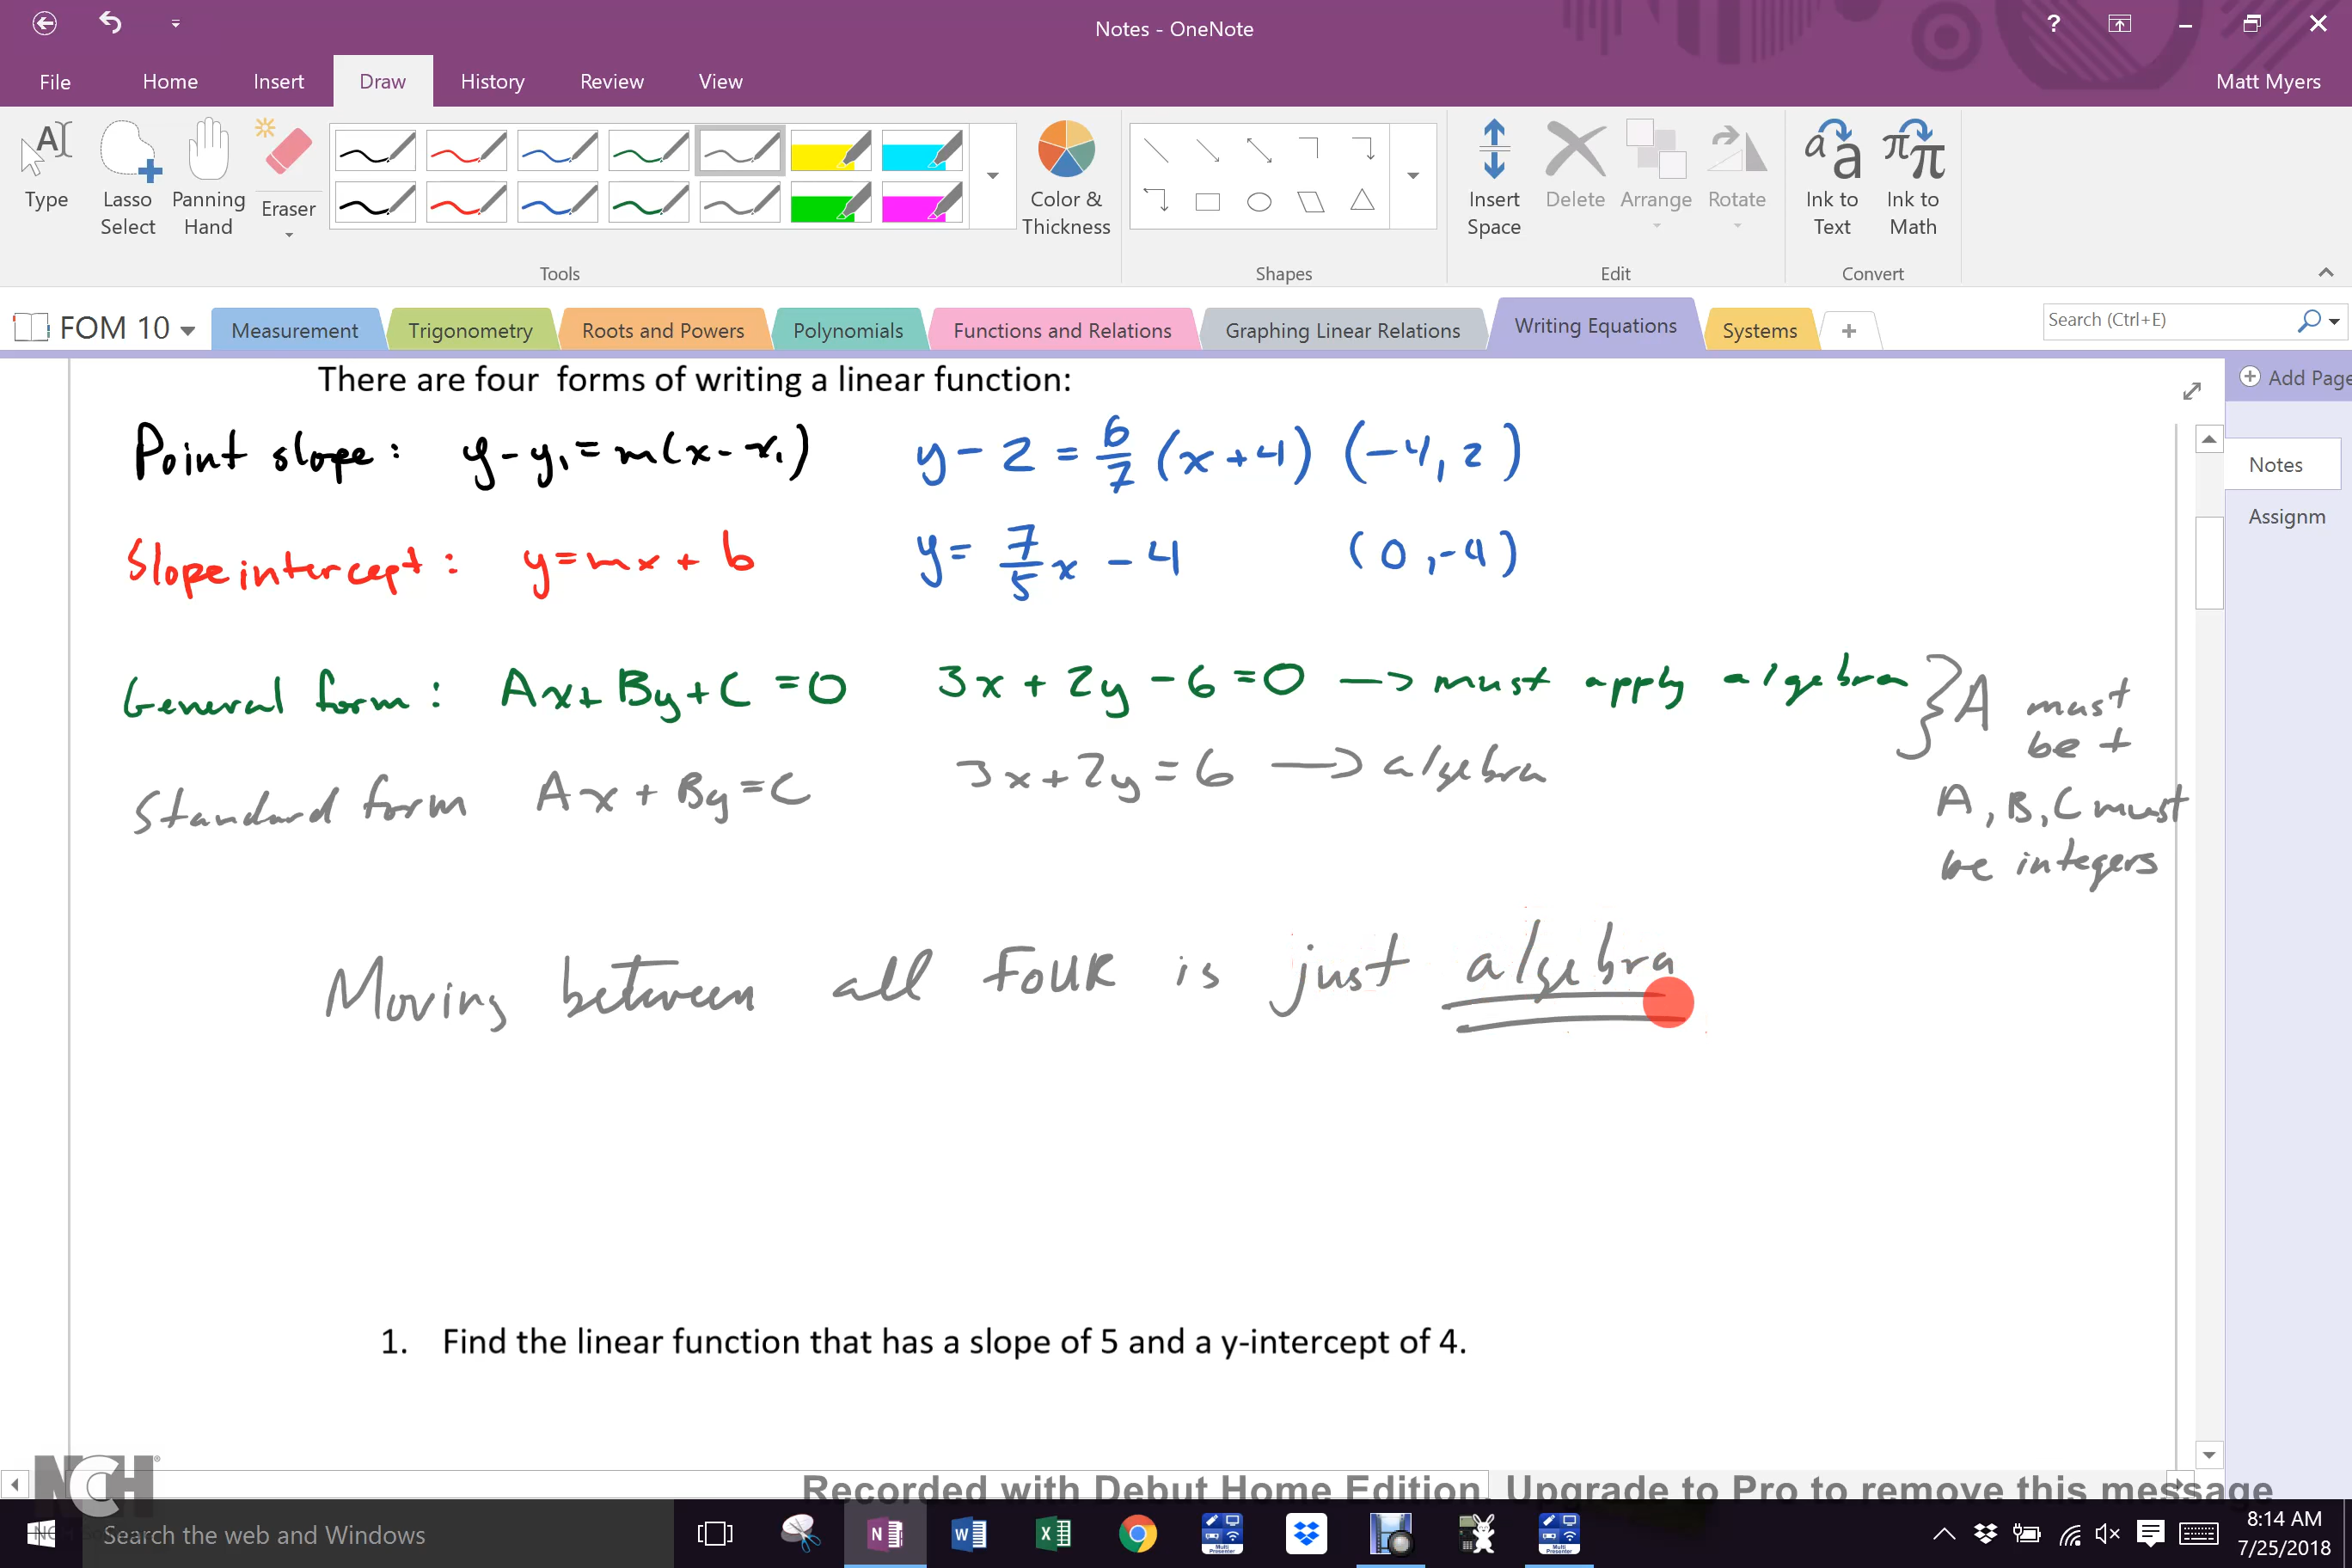 Notes - OneNote
File Home Insert Draw History Review View Matt Myers
Type Lasso Select Panning Hand Eraser Color & Thickness Insert Space Delete Arrange Rotate Ink to Text Ink to Math
Tools Shapes Edit Convert
FOM 10 Measurement Trigonometry Roots and Powers Polynomials Functions and Relations Graphing Linear Relations Writing Equations Systems + Search (Ctrl+E)
There are four forms of writing a linear function:
Add Page
Notes
Assignm
Point slope: y - y₁ = m(x - x₁) y - 2 = 6/7 (x + 4) (-4, 2)
Slope intercept: y = mx + b y = 7/5 x - 4 (0, -4)
General form: Ax + By + C = 0 3x + 2y - 6 = 0 → must apply algebra } A must be +
Standard form Ax + By = C 3x + 2y = 6 → algebra
A, B, C must
be integers
Moving between all FOUR is just algebra
1. Find the linear function that has a slope of 5 and a y-intercept of 4.
NCH
Recorded with Debut Home Edition. Upgrade to Pro to remove this message
Search the web and Windows
8:14 AM
7/25/2018